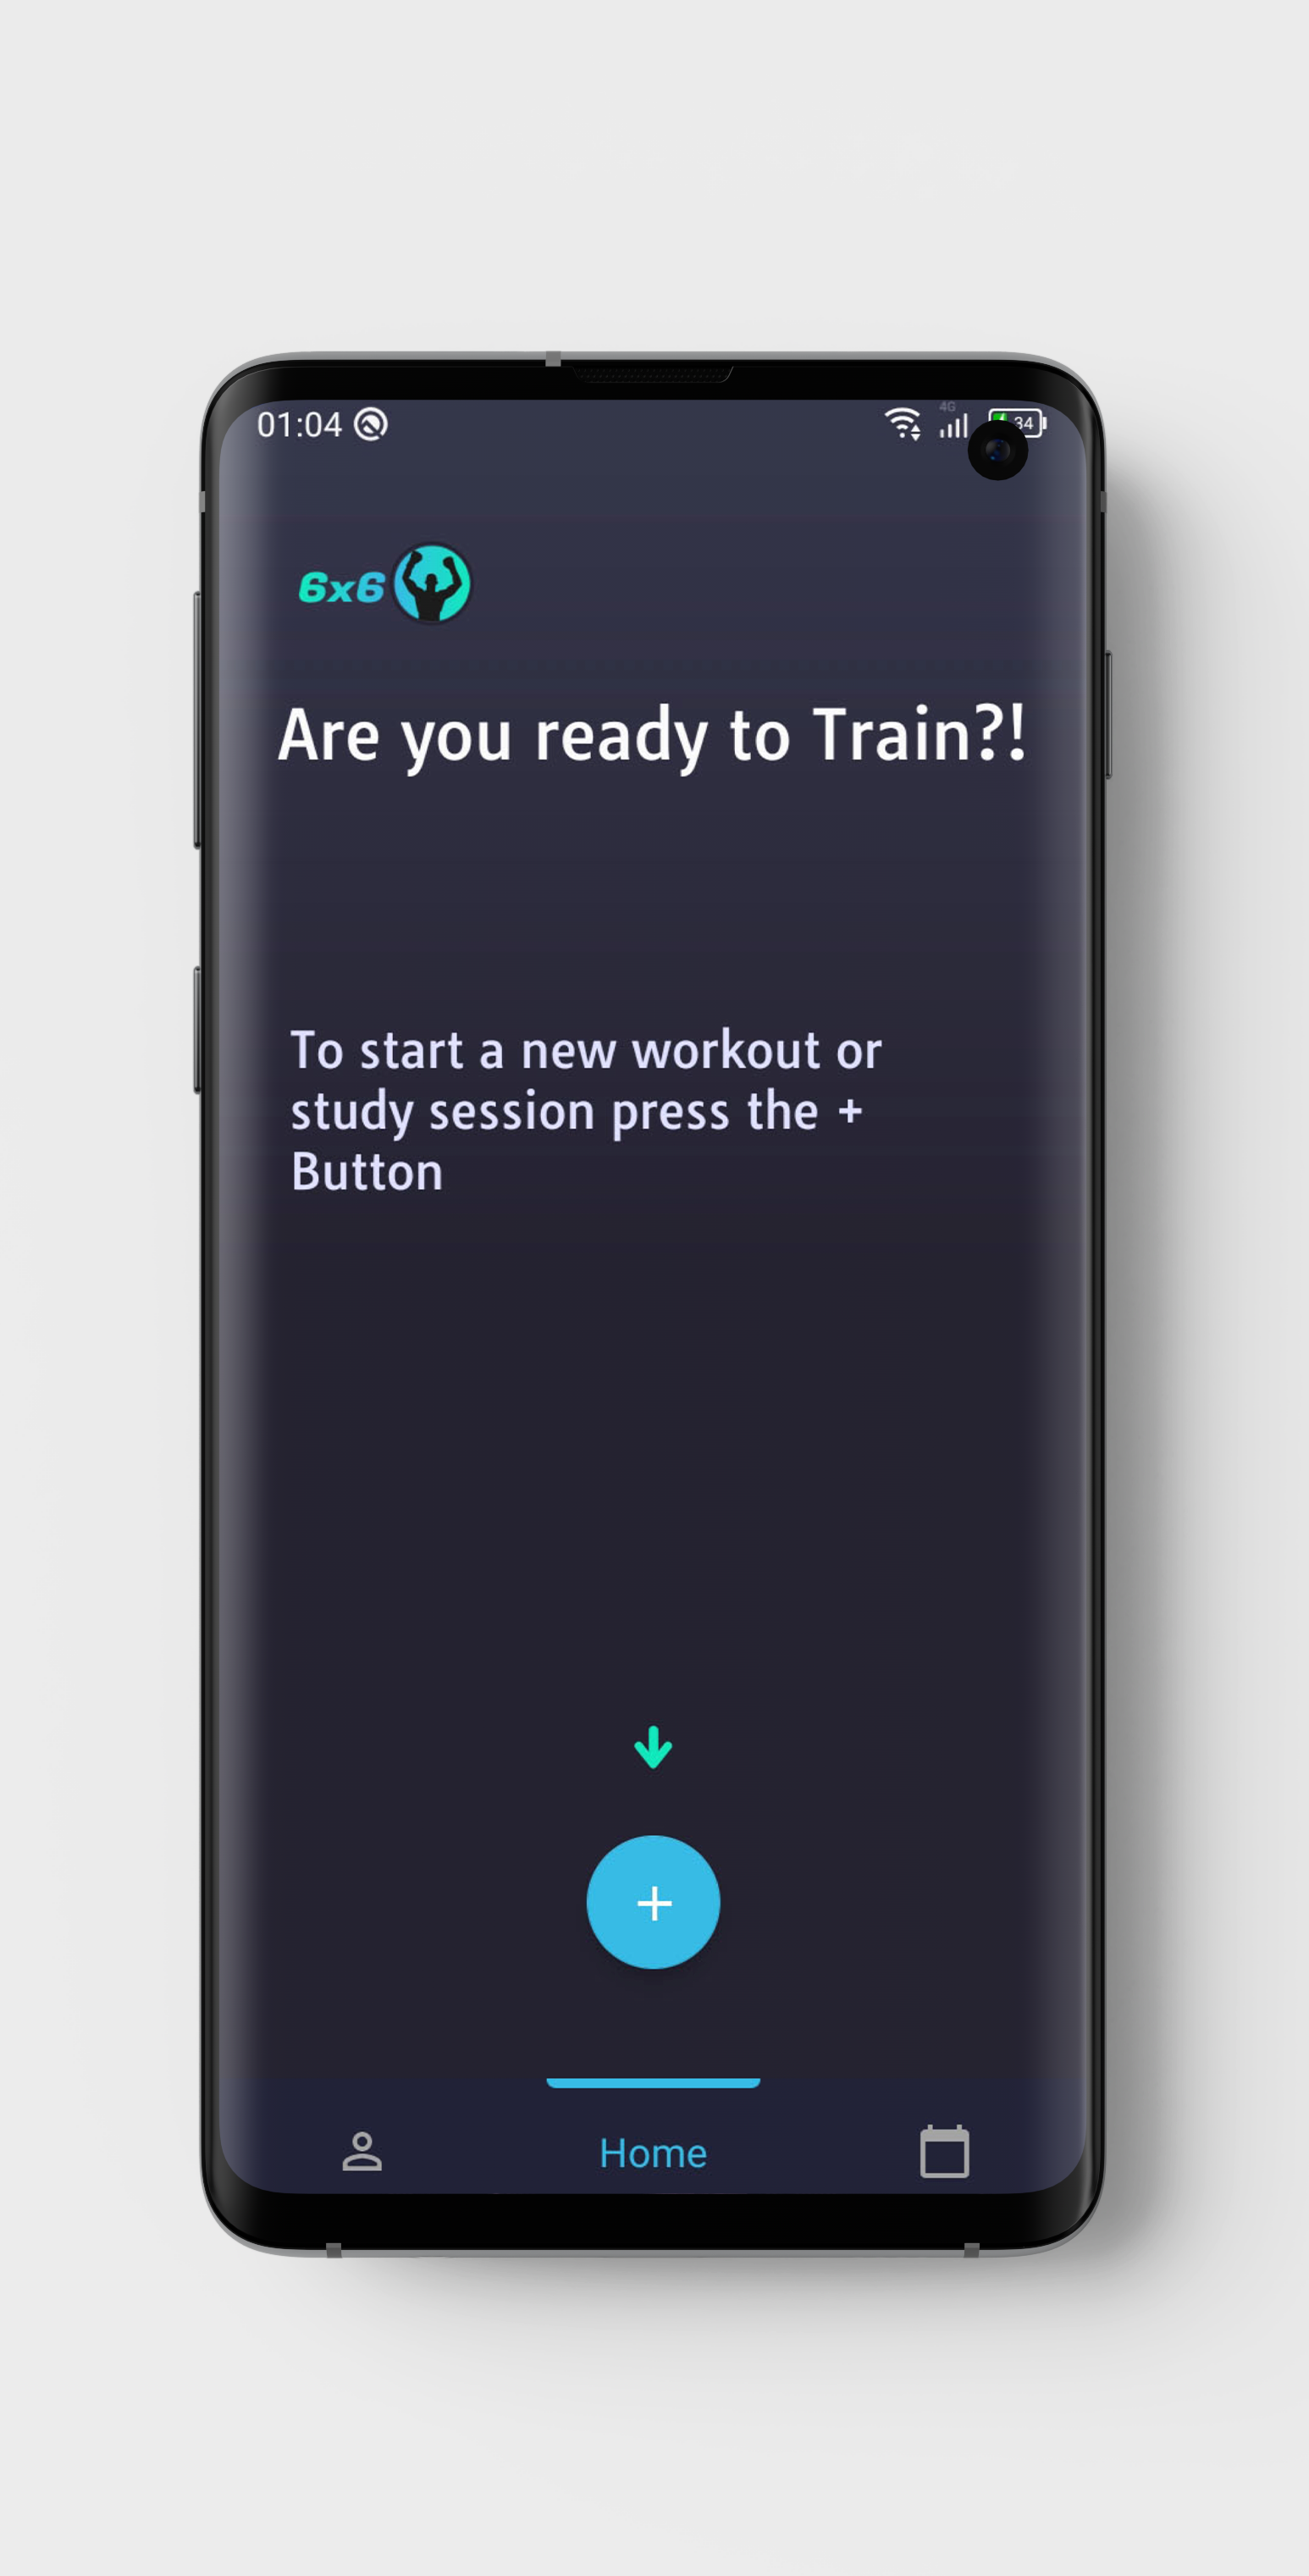 01:04
4G
34
6x6
Are you ready to Train?!
To start a new workout or
study session press the +
Button
+
Home